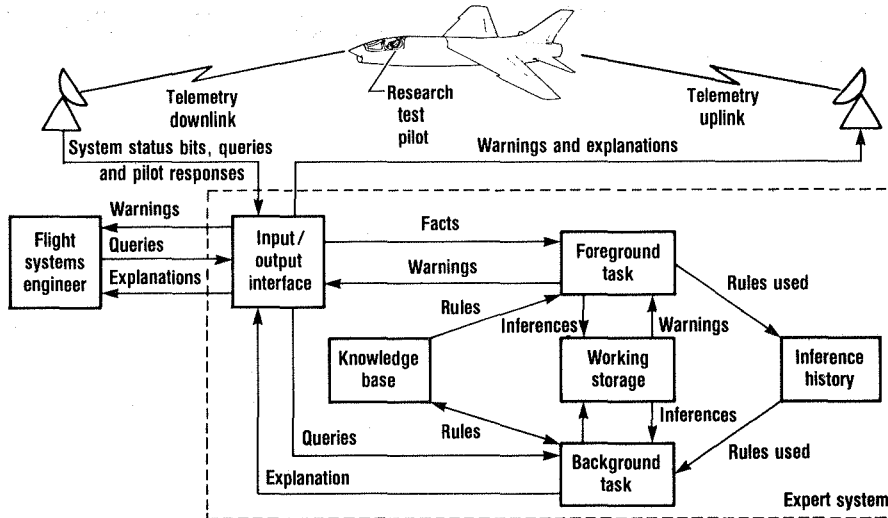 Telemetry
downlink
Research
test
pilot
Telemetry
uplink
System status bits, queries
and pilot responses
Warnings and explanations
Warnings
Queries
Explanations
Flight
systems
engineer
Input/
output
interface
Facts
Warnings
Foreground
task
Rules used
Rules
Inferences
Warnings
Knowledge
base
Working
storage
Inference
history
Inferences
Rules
Queries
Rules used
Explanation
Background
task
Expert system